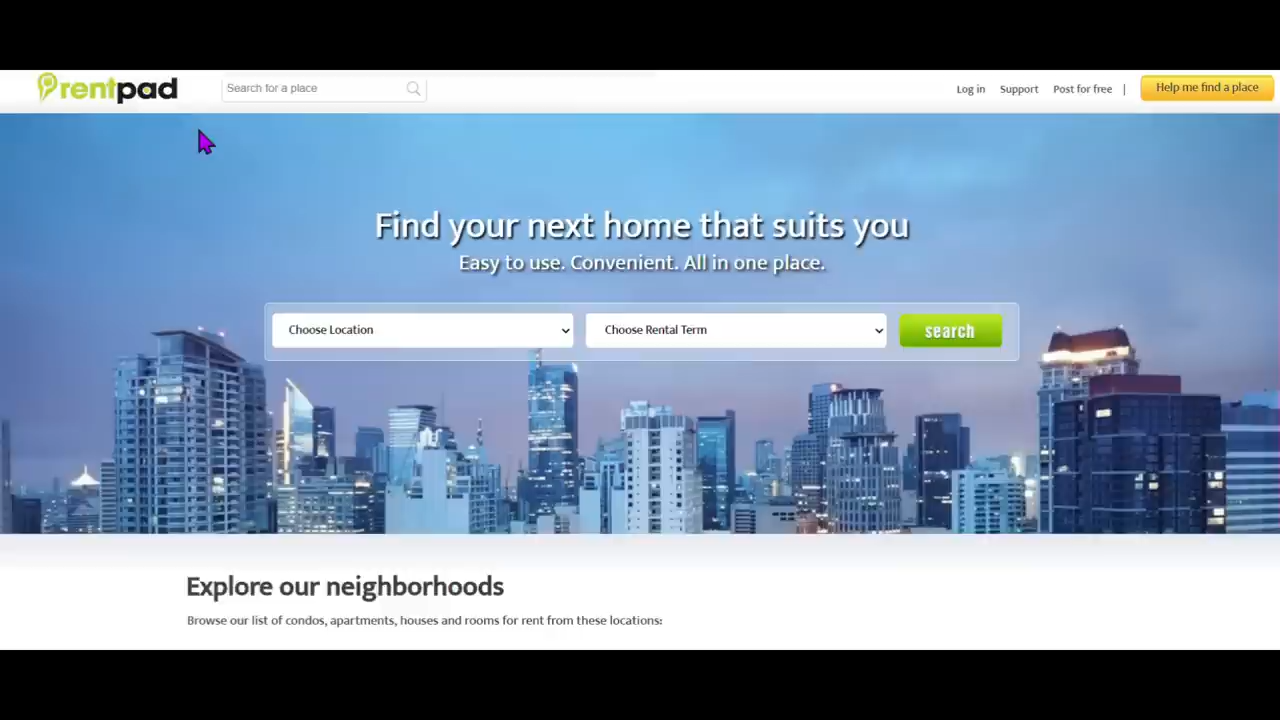 rentpad
Search for a place
Log in
Support
Post for free
|
Help me find a place
Find your next home that suits you
Easy to use. Convenient. All in one place.
Choose Location
Choose Rental Term
search
Explore our neighborhoods
Browse our list of condos, apartments, houses and rooms for rent from these locations: